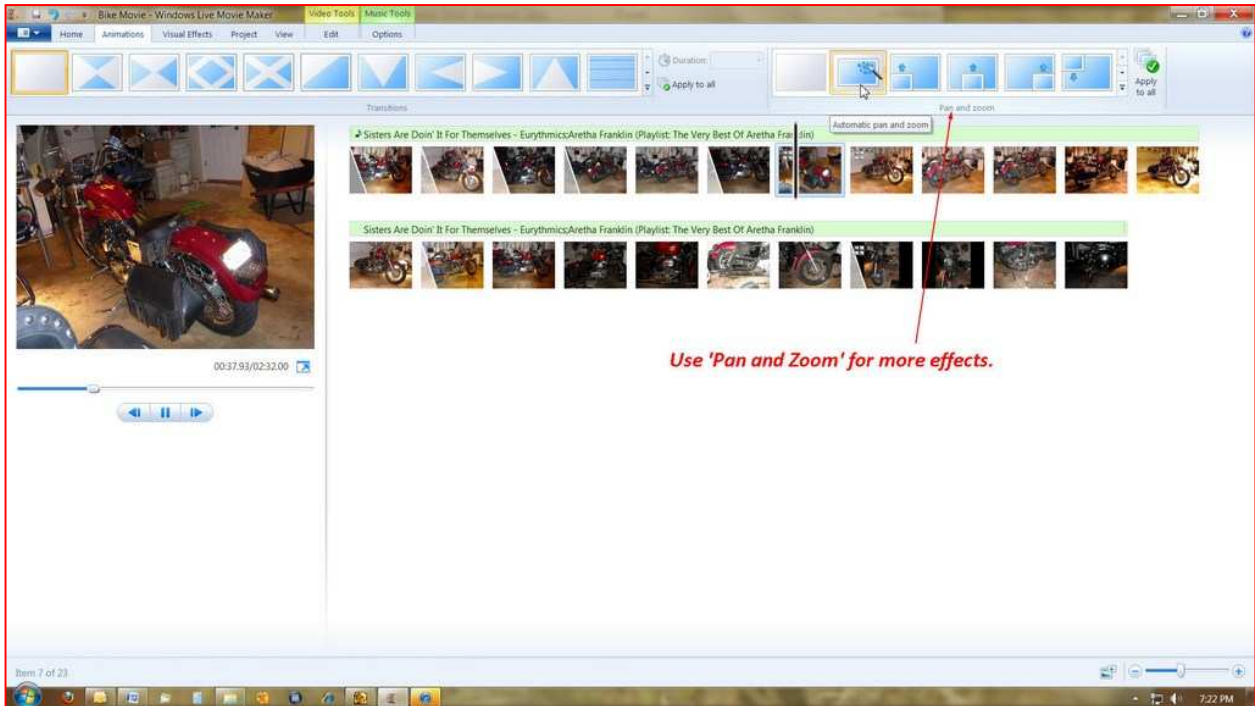 Bike Movie - Windows Live Movie Maker
Video Tools
Music Tools
Home
Animations
Visual Effects
Project
View
Edit
Options
Duration:
Apply to all
Transitions
Apply to all
Pan and zoom
Automatic pan and zoom
Sisters Are Doin' It For Themselves - Eurythmics;Aretha Franklin (Playlist: The Very Best Of Aretha Franklin)
Sisters Are Doin' It For Themselves - Eurythmics;Aretha Franklin (Playlist: The Very Best Of Aretha Franklin)
00:37.93/02:32.00
Use 'Pan and Zoom' for more effects.
Item 7 of 23
7:22 PM